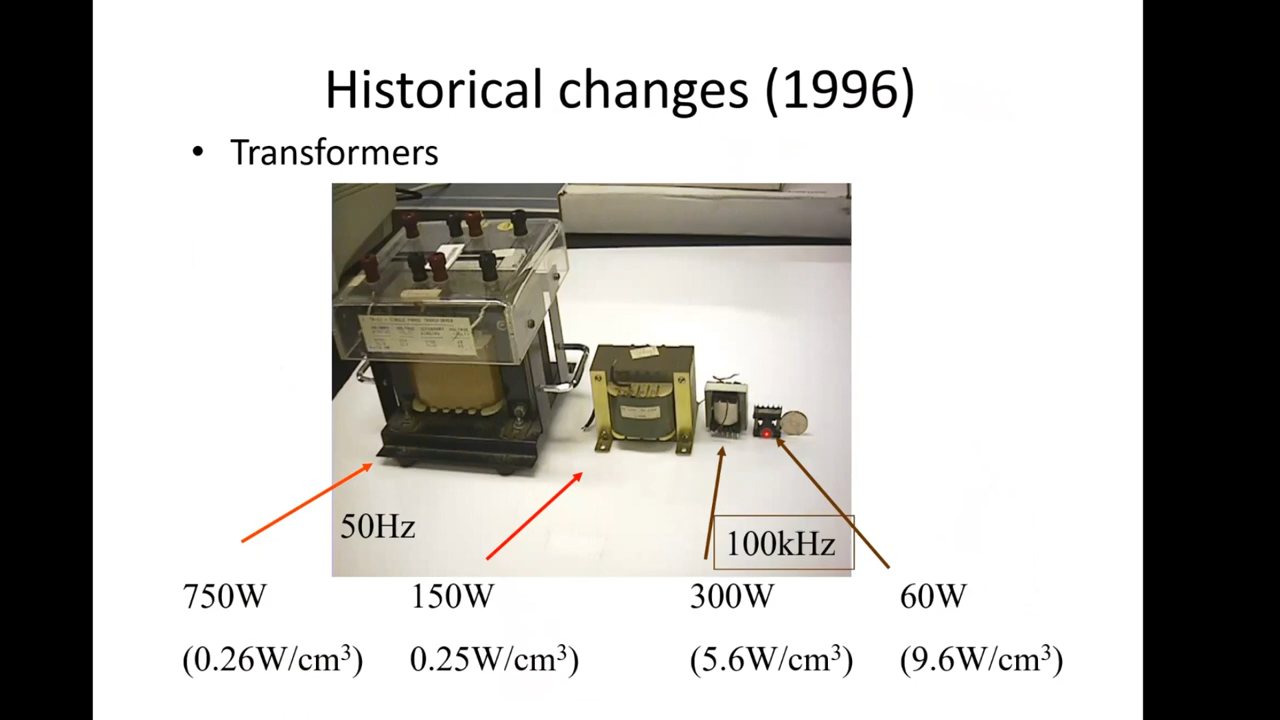 Historical changes (1996)
• Transformers
50Hz
100kHz
750W
150W
300W
60W
(0.26W/cm³)
0.25W/cm³)
(5.6W/cm³)
(9.6W/cm³)